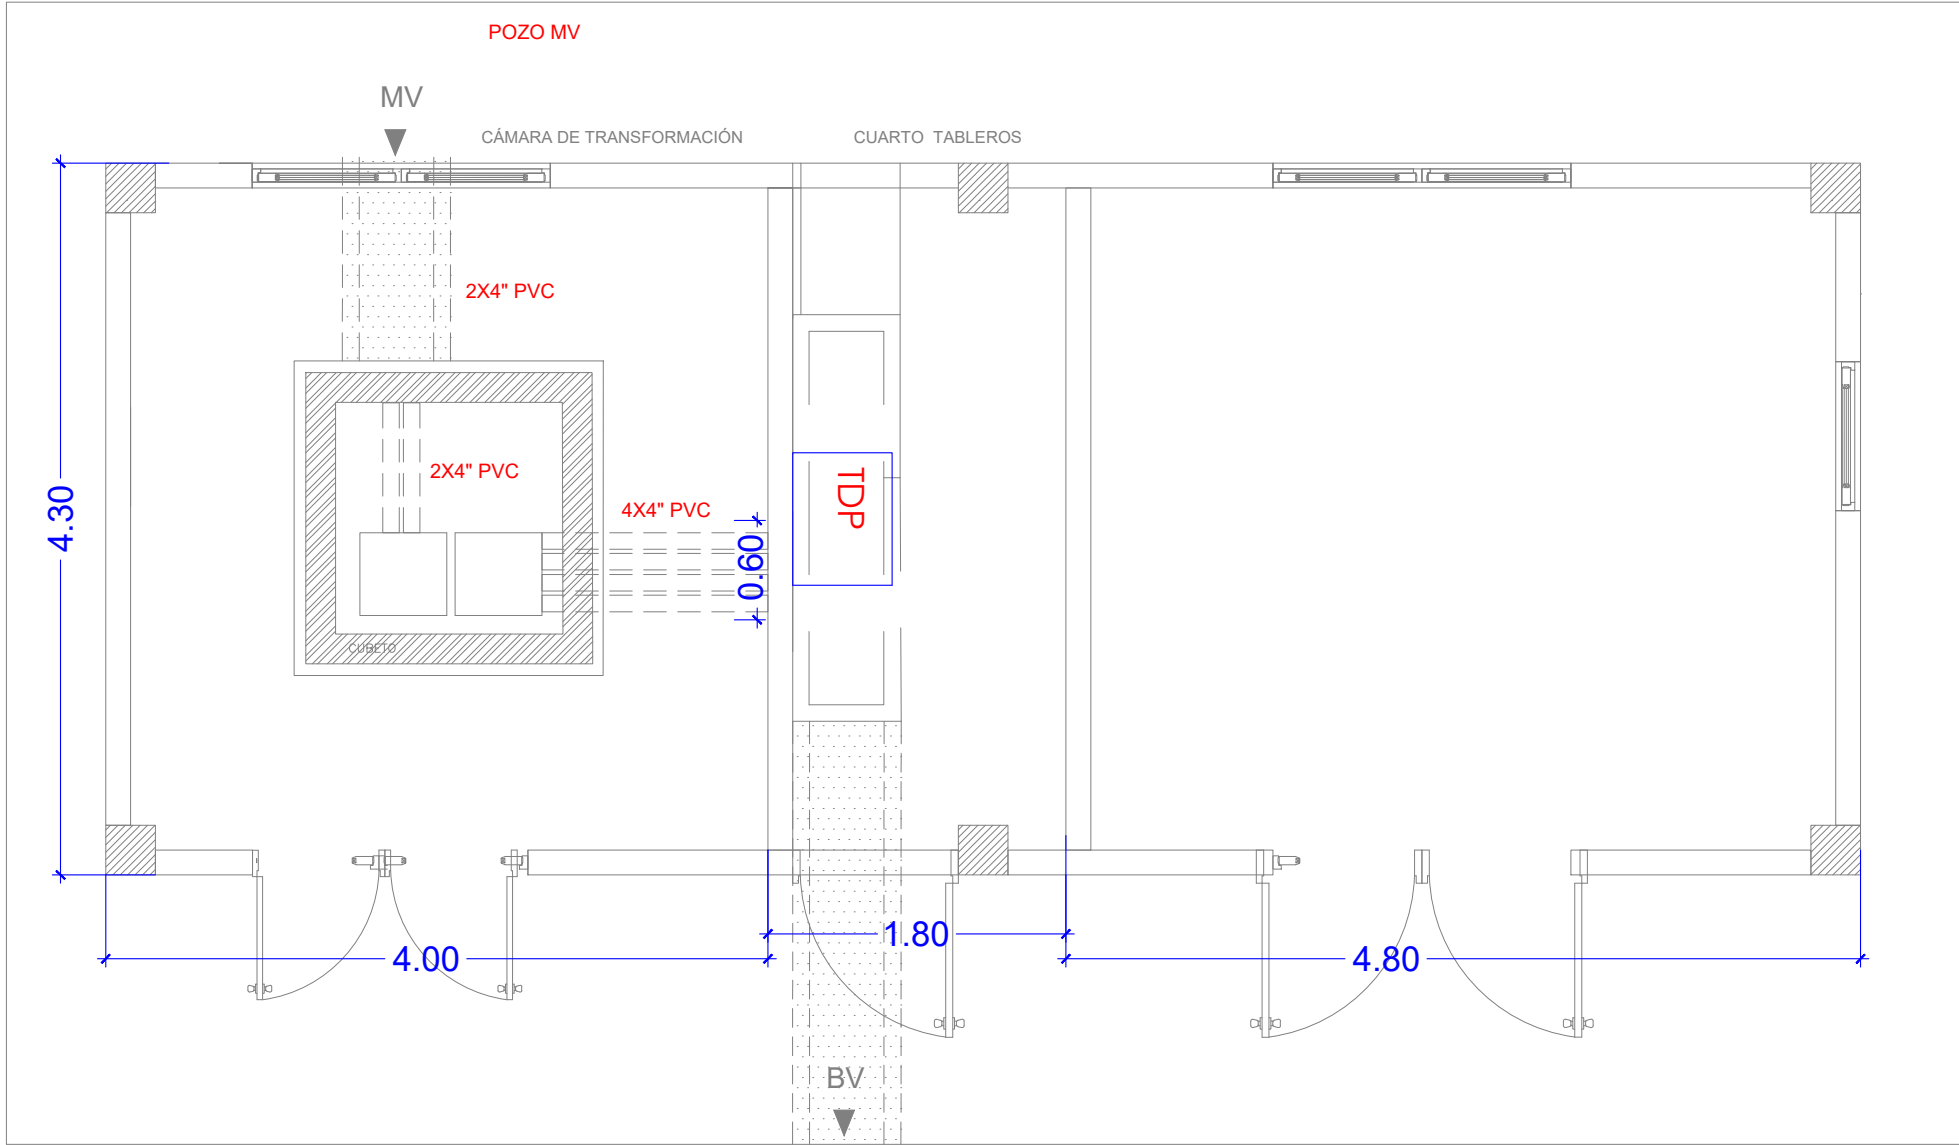 POZO MV
MV
CÁMARA DE TRANSFORMACIÓN
CUARTO TABLEROS
2X4" PVC
2X4" PVC
4X4" PVC
TDP
4.30
0.60
CUBETO
1.80
4.00
4.80
BV